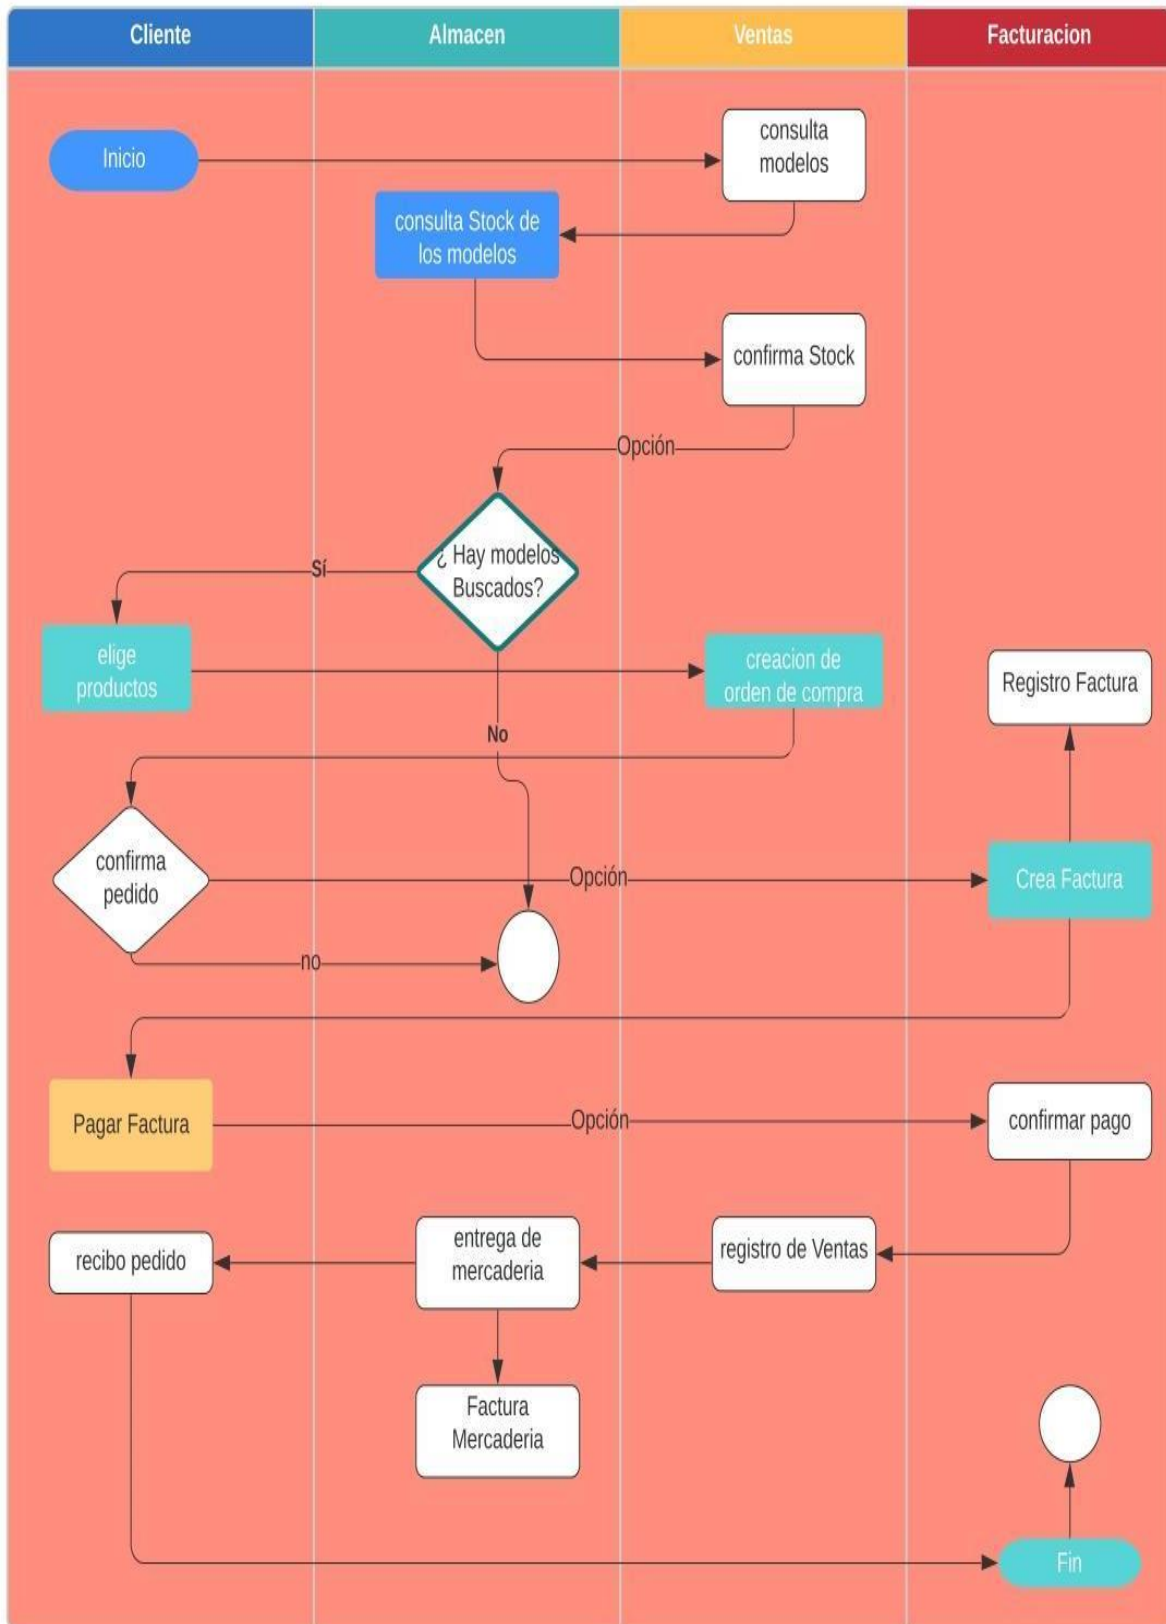 Cliente
Almacen
Ventas
Facturacion
Inicio
consulta
modelos
consulta Stock de
los modelos
confirma Stock
Opción
¿ Hay modelos
Buscados?
Sí
elige
productos
creacion de
orden de compra
Registro Factura
No
confirma
pedido
Opción
Crea Factura
no
Pagar Factura
Opción
confirmar pago
recibo pedido
entrega de
mercaderia
registro de Ventas
Factura
Mercaderia
Fin